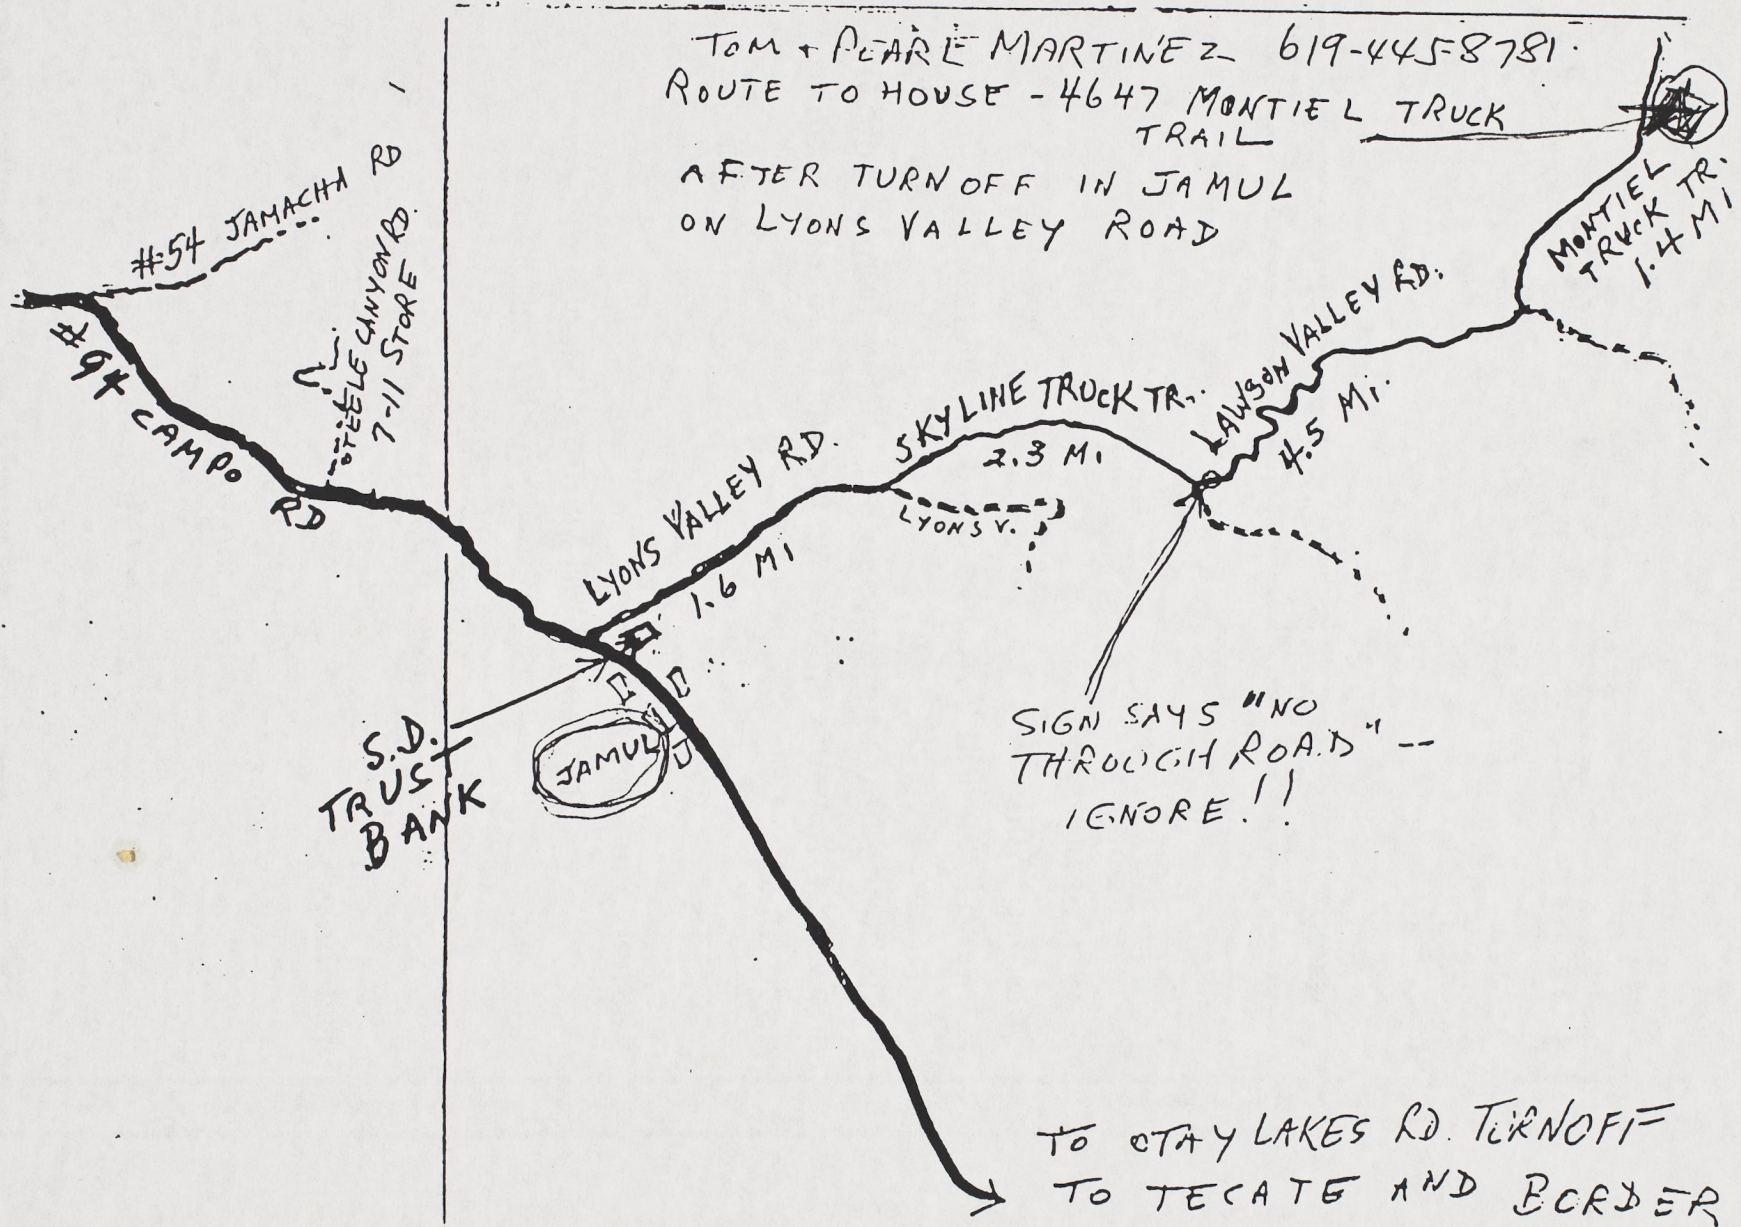 TOM + PEARL MARTINEZ 619-445-8781
ROUTE TO HOUSE - 4647 MONTIEL TRUCK
TRAIL
AFTER TURNOFF IN JAMUL
ON LYONS VALLEY ROAD
#54 JAMACHA RD
STEELE CANYON RD.
7-11 STORE
#94 CAMPO RD
MONTIEL
TRUCK TR.
1.4 MI
LAWSON VALLEY RD.
4.5 MI.
SKYLINE TRUCK TR.
2.3 MI
LYONS VALLEY RD.
1.6 MI
LYONS V.
S.D.
TRUST
BANK
JAMUL
SIGN SAYS "NO
THROUGH ROAD" --
IGNORE!!
TO OTAY LAKES RD. TURNOFF
TO TECATE AND BORDER